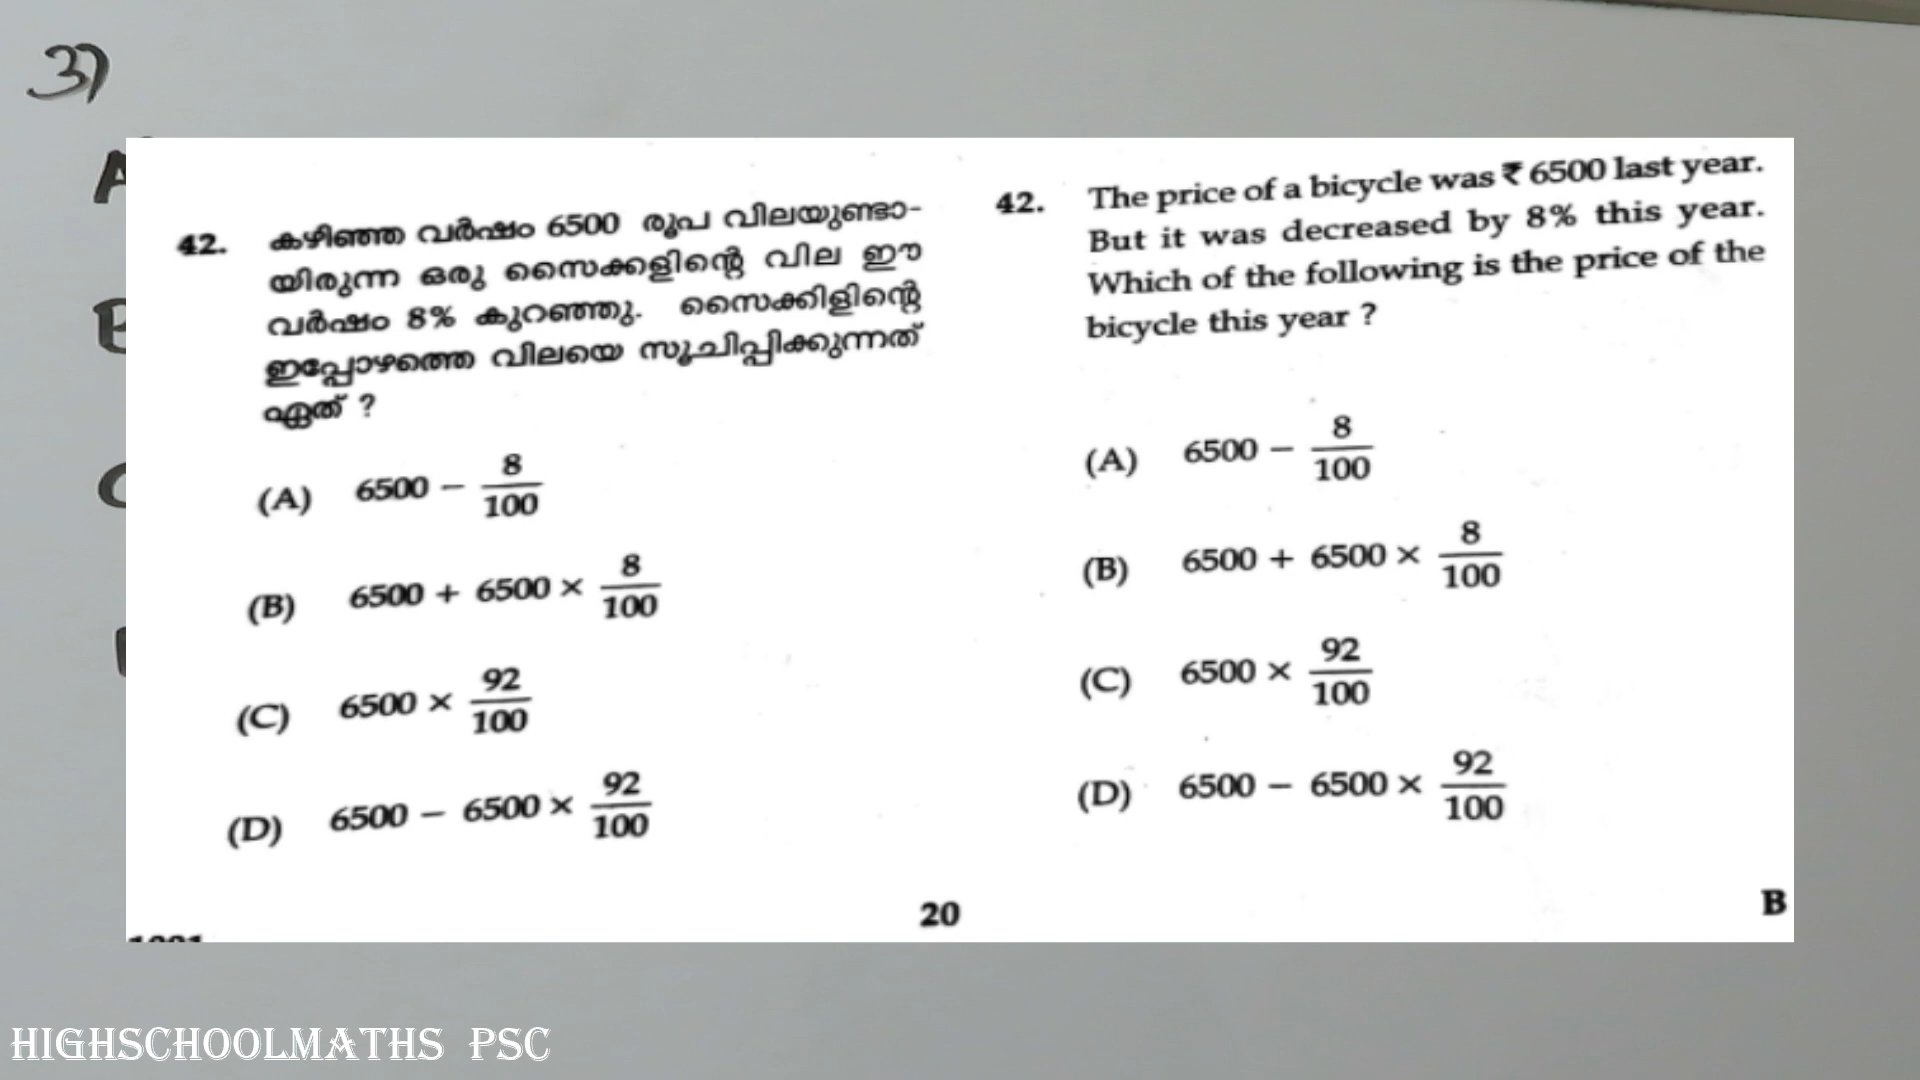 37
42. കഴിഞ്ഞ വർഷം 6500 രൂപ വിലയുണ്ടാ-
യിരുന്ന ഒരു സൈക്കളിന്റെ വില ഈ
വർഷം 8% കുറഞ്ഞു. സൈക്കിളിന്റെ
ഇപ്പോഴത്തെ വിലയെ സൂചിപ്പിക്കുന്നത്
ഏത് ?
(A) 6500 − 8/100
(B) 6500 + 6500 × 8/100
(C) 6500 × 92/100
(D) 6500 − 6500 × 92/100
42. The price of a bicycle was ₹ 6500 last year.
But it was decreased by 8% this year.
Which of the following is the price of the
bicycle this year ?
(A) 6500 − 8/100
(B) 6500 + 6500 × 8/100
(C) 6500 × 92/100
(D) 6500 − 6500 × 92/100
20
B
HIGHSCHOOLMATHS PSC